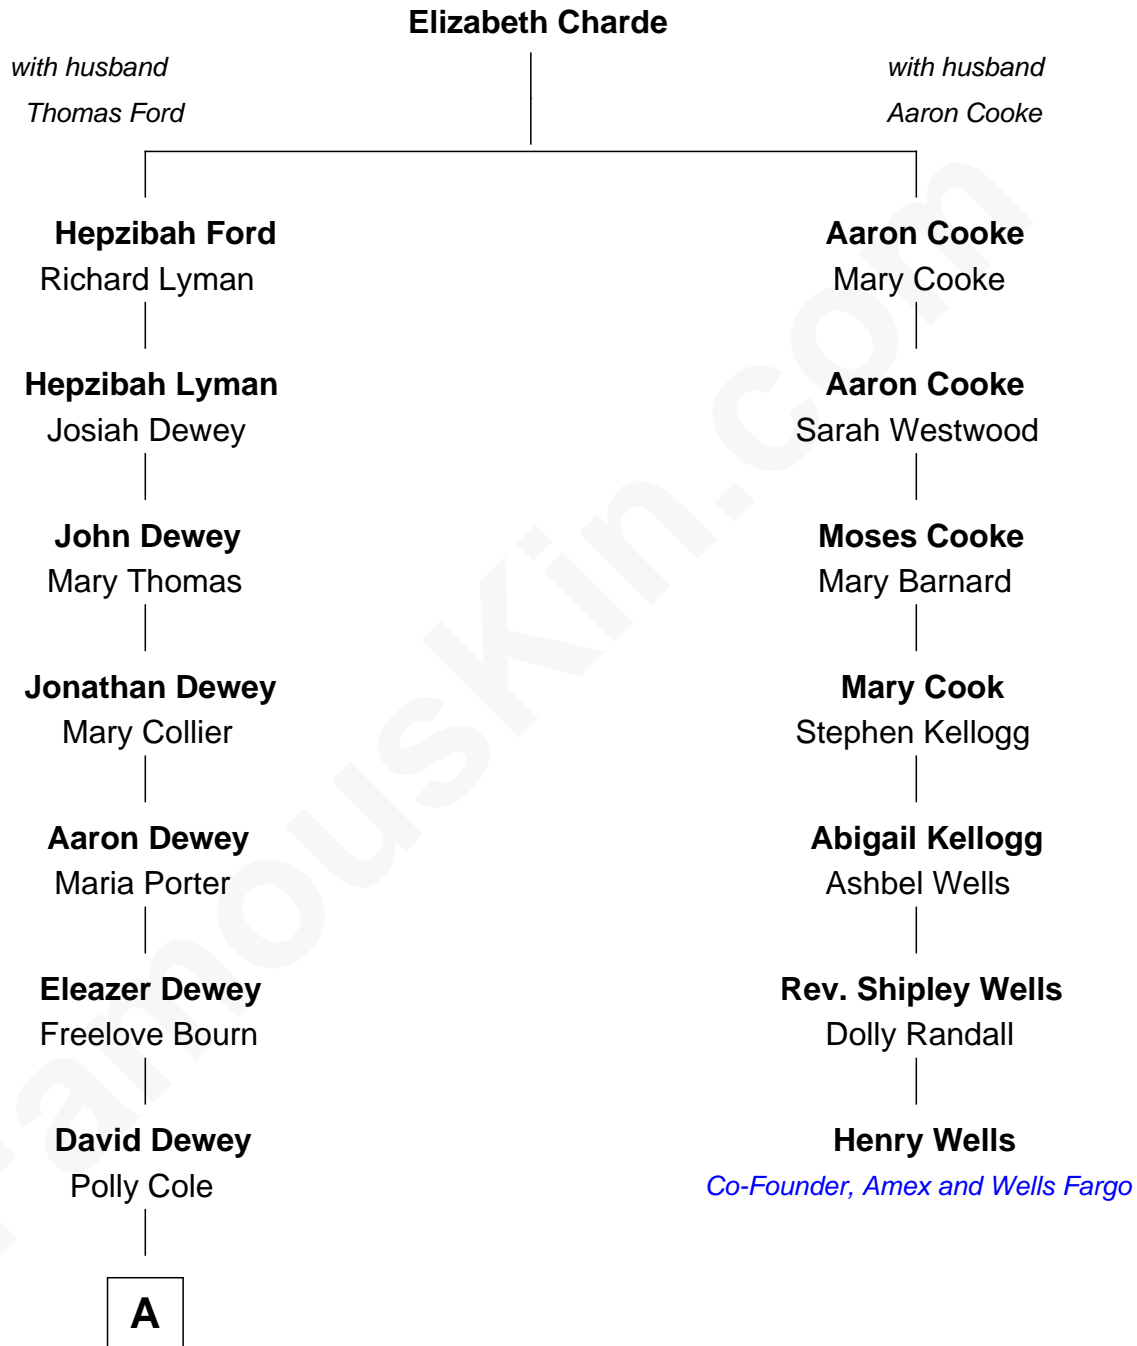 Elizabeth Charde
with husband
Thomas Ford
with husband
Aaron Cooke
Hepzibah Ford
Richard Lyman
Aaron Cooke
Mary Cooke
Hepzibah Lyman
Josiah Dewey
Aaron Cooke
Sarah Westwood
John Dewey
Mary Thomas
Moses Cooke
Mary Barnard
Jonathan Dewey
Mary Collier
Mary Cook
Stephen Kellogg
Aaron Dewey
Maria Porter
Abigail Kellogg
Ashbel Wells
Eleazer Dewey
Freelove Bourn
Rev. Shipley Wells
Dolly Randall
David Dewey
Polly Cole
Henry Wells
Co-Founder, Amex and Wells Fargo
A
FamousKin.com